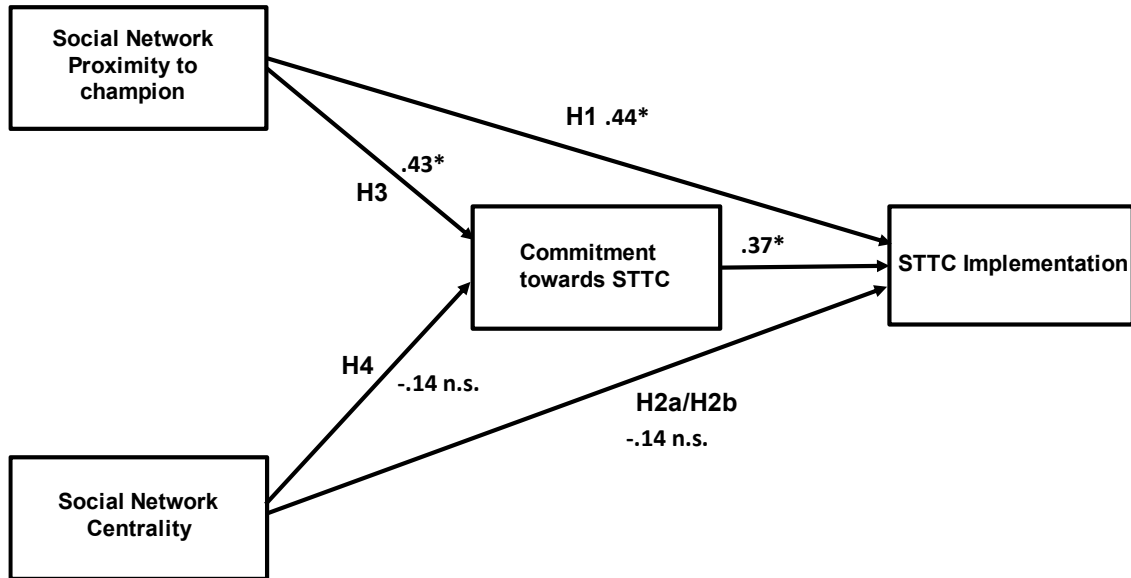 Social Network
Proximity to
champion
H1 .44*
.43*
H3
Commitment
towards STTC
.37*
STTC Implementation
H4
-.14 n.s.
H2a/H2b
-.14 n.s.
Social Network
Centrality